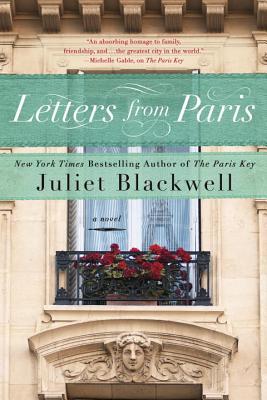 "An absorbing homage to family,
friendship, and . . . the greatest city in the world."
—Michelle Gable, on The Paris Key
Letters from Paris
New York Times Bestselling Author of The Paris Key
Juliet Blackwell
a novel